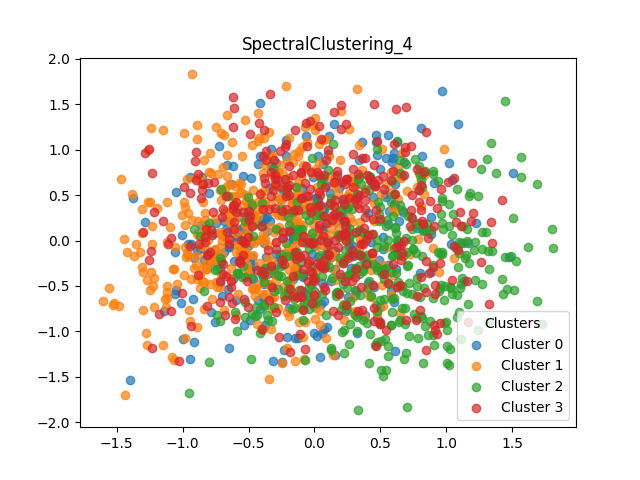 SpectralClustering_4
2.0
1.5
1.0
0.5
0.0
−0.5
−1.0
−1.5
−2.0
−1.5 −1.0 −0.5 0.0 0.5 1.0 1.5
Clusters
Cluster 0
Cluster 1
Cluster 2
Cluster 3